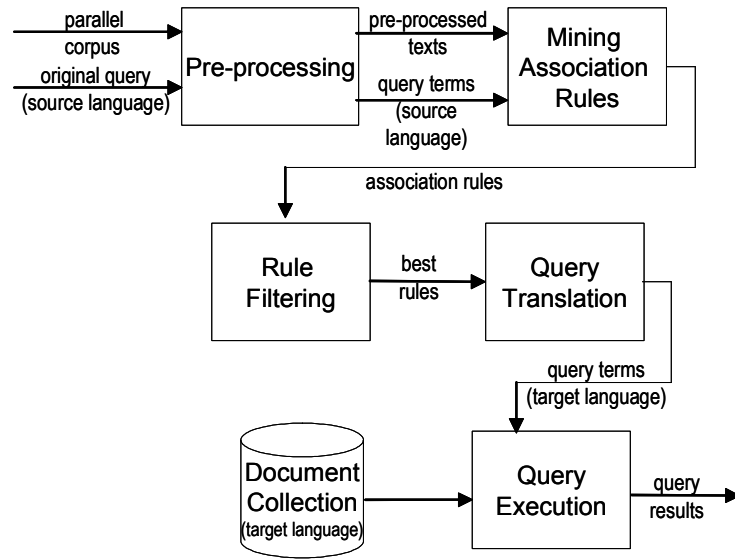 parallel
corpus
original query
(source language)
Pre-processing
pre-processed
texts
query terms
(source
language)
Mining
Association
Rules
association rules
Rule
Filtering
best
rules
Query
Translation
query terms
(target language)
Document
Collection
(target language)
Query
Execution
query
results